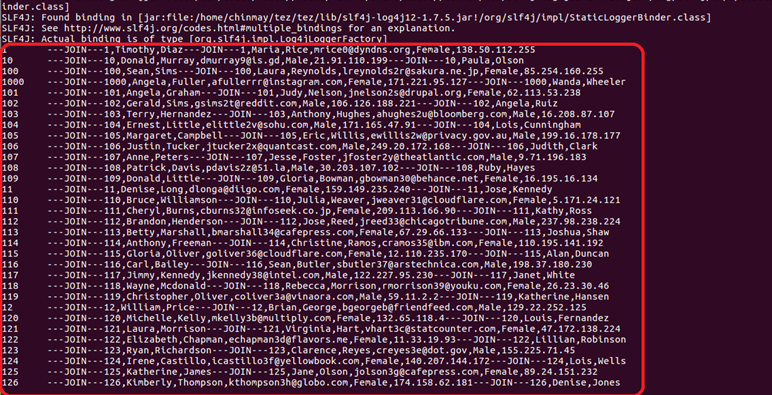 inder.class]
SLF4J: Found binding in [jar:file:/home/chinmay/tez/tez/lib/slf4j-log4j12-1.7.5.jar!/org/slf4j/impl/StaticLoggerBinder.class]
SLF4J: See http://www.slf4j.org/codes.html#multiple_bindings for an explanation.
SLF4J: Actual binding is of type [org.slf4j.impl.Log4jLoggerFactory]
1 ---JOIN---1,Timothy,Diaz---JOIN---1,Maria,Rice,mrice0@dyndns.org,Female,138.50.112.255
10 ---JOIN---10,Donald,Murray,dmurray9@is.gd,Male,21.91.110.199---JOIN---10,Paula,Olson
100 ---JOIN---100,Sean,Sims---JOIN---100,Laura,Reynolds,lreynolds2r@sakura.ne.jp,Female,85.254.160.255
1000 ---JOIN---1000,Angela,Fuller,afullerrr@instagram.com,Female,171.221.95.127---JOIN---1000,Wanda,Wheeler
101 ---JOIN---101,Angela,Graham---JOIN---101,Judy,Nelson,jnelson2s@drupal.org,Female,62.113.53.238
102 ---JOIN---102,Gerald,Sims,gsims2t@reddit.com,Male,106.126.188.221---JOIN---102,Angela,Ruiz
103 ---JOIN---103,Terry,Hernandez---JOIN---103,Anthony,Hughes,ahughes2u@bloomberg.com,Male,16.208.87.107
104 ---JOIN---104,Ernest,Little,elittle2v@sohu.com,Male,171.165.47.91---JOIN---104,Lois,Cunningham
105 ---JOIN---105,Margaret,Campbell---JOIN---105,Eric,Willis,ewillis2w@privacy.gov.au,Male,199.16.178.177
106 ---JOIN---106,Justin,Tucker,jtucker2x@quantcast.com,Male,249.20.172.168---JOIN---106,Judith,Clark
107 ---JOIN---107,Anne,Peters---JOIN---107,Jesse,Foster,jfoster2y@theatlantic.com,Male,9.71.196.183
108 ---JOIN---108,Patrick,Davis,pdavis2z@51.la,Male,30.203.107.102---JOIN---108,Ruby,Hayes
109 ---JOIN---109,Donald,Little---JOIN---109,Gloria,Bowman,gbowman30@behance.net,Female,16.195.16.134
11 ---JOIN---11,Denise,Long,dlonga@diigo.com,Female,159.149.235.240---JOIN---11,Jose,Kennedy
110 ---JOIN---110,Bruce,Williamson---JOIN---110,Julia,Weaver,jweaver31@cloudflare.com,Female,5.171.24.121
111 ---JOIN---111,Cheryl,Burns,cburns32@infoseek.co.jp,Female,209.113.166.90---JOIN---111,Kathy,Ross
112 ---JOIN---112,Brandon,Henderson---JOIN---112,Jose,Reed,jreed33@chicagotribune.com,Male,237.98.238.224
113 ---JOIN---113,Betty,Marshall,bmarshall34@cafepress.com,Female,67.29.66.133---JOIN---113,Joshua,Shaw
114 ---JOIN---114,Anthony,Freeman---JOIN---114,Christine,Ramos,cramos35@ibm.com,Female,110.195.141.192
115 ---JOIN---115,Gloria,Oliver,goliver36@cloudflare.com,Female,12.110.235.170---JOIN---115,Alan,Duncan
116 ---JOIN---116,Carl,Bailey---JOIN---116,Sean,Butler,sbutler37@arstechnica.com,Male,198.37.180.230
117 ---JOIN---117,Jimmy,Kennedy,jkennedy38@intel.com,Male,122.227.95.230---JOIN---117,Janet,White
118 ---JOIN---118,Wayne,Mcdonald---JOIN---118,Rebecca,Morrison,rmorrison39@youku.com,Female,26.23.30.46
119 ---JOIN---119,Christopher,Oliver,coliver3a@vinaora.com,Male,59.11.2.2---JOIN---119,Katherine,Hansen
12 ---JOIN---12,William,Price---JOIN---12,Brian,George,bgeorgeb@friendfeed.com,Male,129.22.252.125
120 ---JOIN---120,Michelle,Kelly,mkelly3b@multiply.com,Female,132.65.118.4---JOIN---120,Louis,Fernandez
121 ---JOIN---121,Laura,Morrison---JOIN---121,Virginia,Hart,vhart3c@statcounter.com,Female,47.172.138.224
122 ---JOIN---122,Elizabeth,Chapman,echapman3d@flavors.me,Female,11.33.19.93---JOIN---122,Lillian,Robinson
123 ---JOIN---123,Ryan,Richardson---JOIN---123,Clarence,Reyes,creyes3e@dot.gov,Male,155.225.71.45
124 ---JOIN---124,Irene,Castillo,icastillo3f@yellowbook.com,Female,140.207.144.172---JOIN---124,Lois,Wells
125 ---JOIN---125,Katherine,James---JOIN---125,Jane,Olson,jolson3g@cafepress.com,Female,89.24.151.232
126 ---JOIN---126,Kimberly,Thompson,kthompson3h@globo.com,Female,174.158.62.181---JOIN---126,Denise,Jones